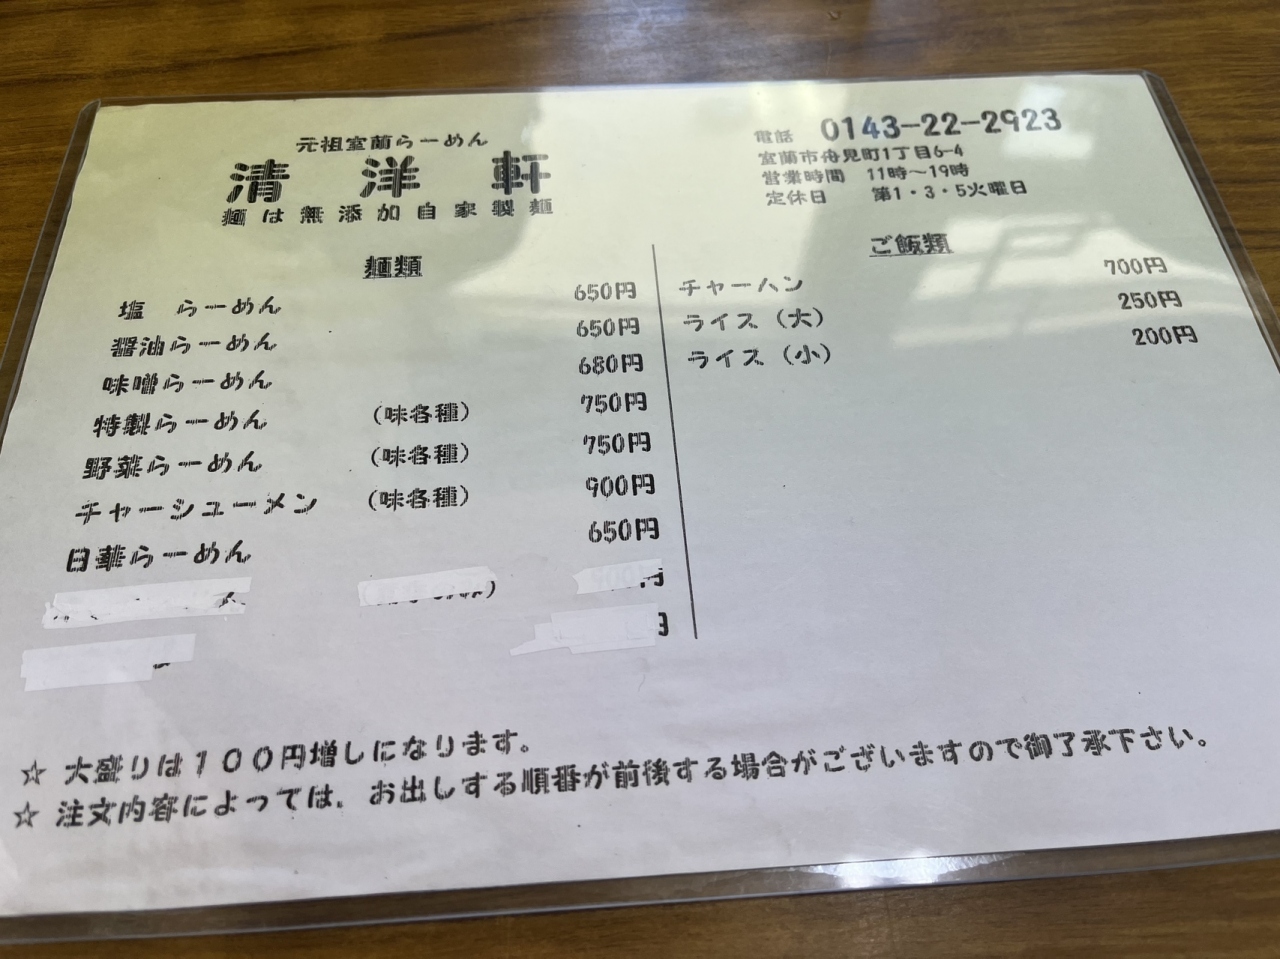 元祖室蘭らーめん
清洋軒
麺は無添加自家製麺
電話 0143-22-2923
室蘭市舟見町1丁目6-4
営業時間 11時～19時
定休日 第1・3・5火曜日
麺類
塩 らーめん 650円
醤油らーめん 650円
味噌らーめん 680円
特製らーめん (味各種) 750円
野菜らーめん (味各種) 750円
チャーシューメン (味各種) 900円
日華らーめん 650円
円
円
ご飯類
チャーハン 700円
ライス (大) 250円
ライス (小) 200円
☆ 大盛りは100円増しになります。
☆ 注文内容によっては、お出しする順番が前後する場合がございますので御了承下さい。